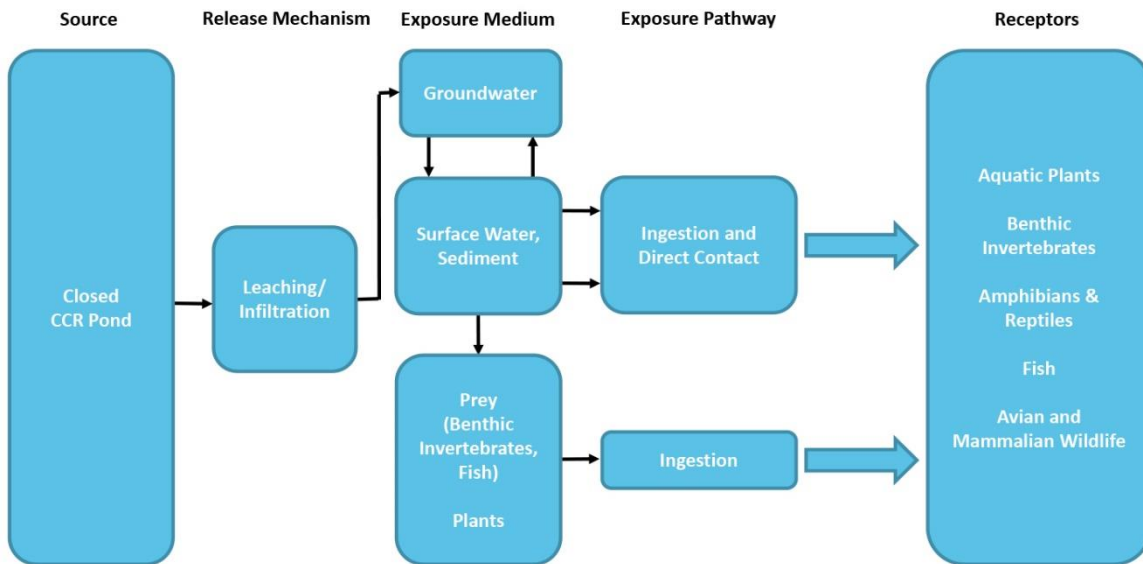 Source
Release Mechanism
Exposure Medium
Exposure Pathway
Receptors
Closed
CCR Pond
Leaching/
Infiltration
Groundwater
Surface Water,
Sediment
Prey
(Benthic
Invertebrates,
Fish)
Plants
Ingestion and
Direct Contact
Ingestion
Aquatic Plants
Benthic
Invertebrates
Amphibians &
Reptiles
Fish
Avian and
Mammalian Wildlife